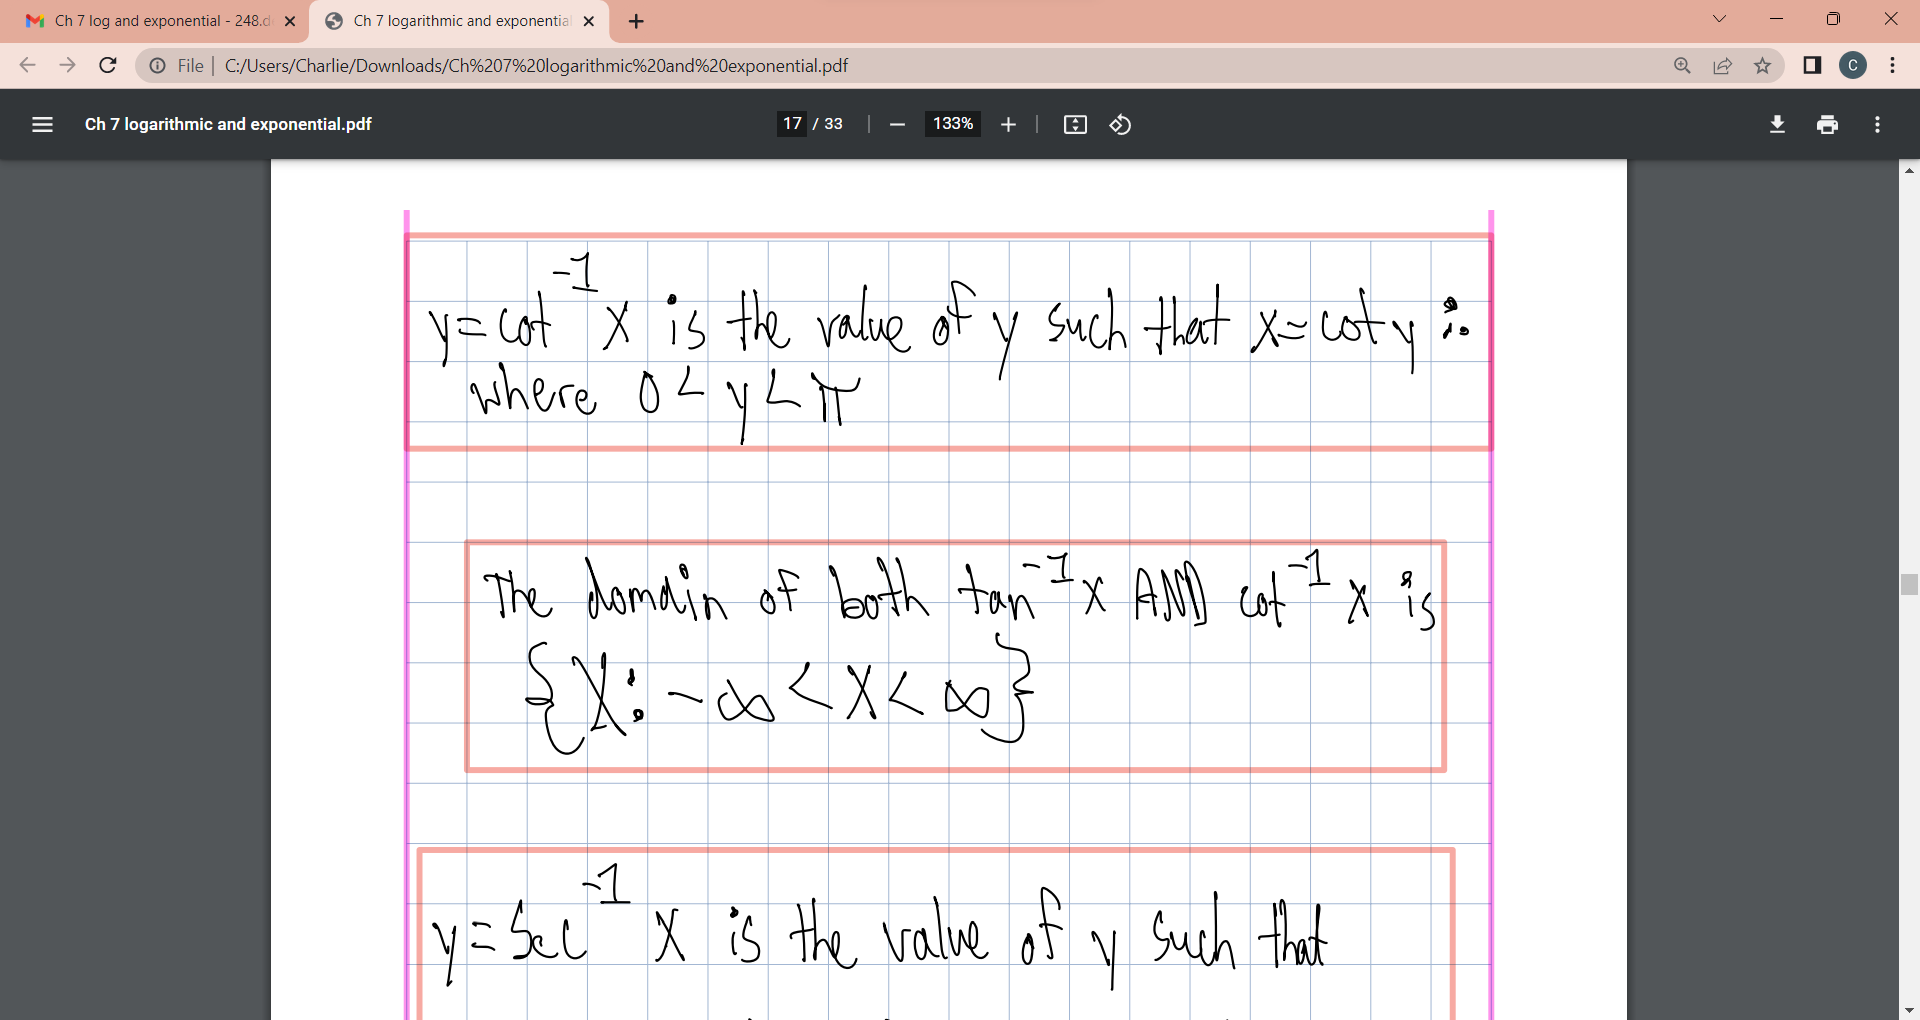 Ch 7 log and exponential - 248.d
Ch 7 logarithmic and exponential
File | C:/Users/Charlie/Downloads/Ch%207%20logarithmic%20and%20exponential.pdf
C
Ch 7 logarithmic and exponential.pdf
17 / 33
133%
y = cot⁻¹ x is the value of y such that x = cot y ;
where 0 < y < π
The domain of both tan⁻¹ x AND cot⁻¹ x is
{X: -∞ < X < ∞}
y = Sec⁻¹ X is the value of y such that